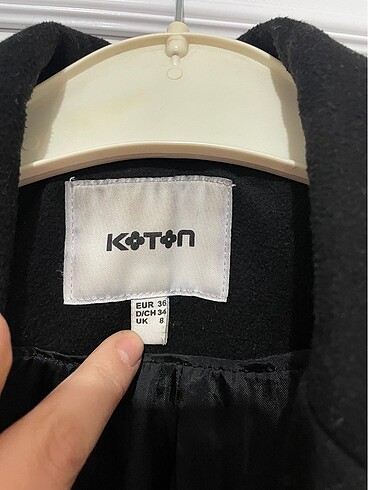 KOTON
EUR 36
D/CH 34
UK 8